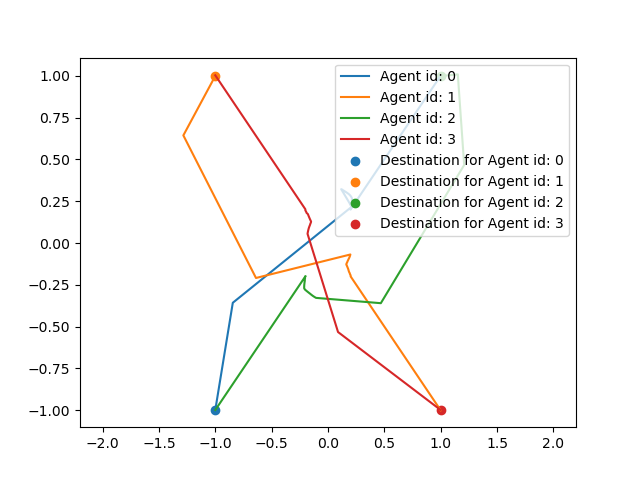 1.00
0.75
0.50
0.25
0.00
−0.25
−0.50
−0.75
−1.00
Agent id: 0
Agent id: 1
Agent id: 2
Agent id: 3
Destination for Agent id: 0
Destination for Agent id: 1
Destination for Agent id: 2
Destination for Agent id: 3
−2.0 −1.5 −1.0 −0.5 0.0 0.5 1.0 1.5 2.0